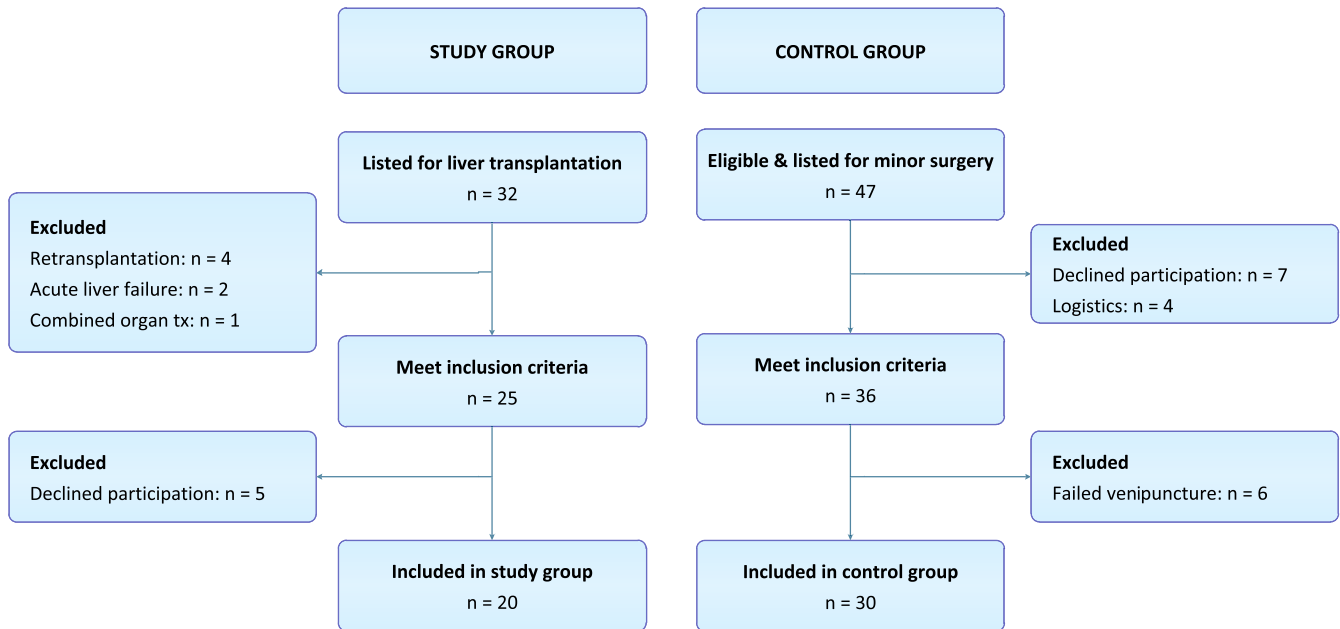 STUDY GROUP
CONTROL GROUP
Listed for liver transplantation
n = 32
Eligible & listed for minor surgery
n = 47
Excluded
Retransplantation: n = 4
Acute liver failure: n = 2
Combined organ tx: n = 1
Excluded
Declined participation: n = 7
Logistics: n = 4
Meet inclusion criteria
n = 25
Meet inclusion criteria
n = 36
Excluded
Declined participation: n = 5
Excluded
Failed venipuncture: n = 6
Included in study group
n = 20
Included in control group
n = 30